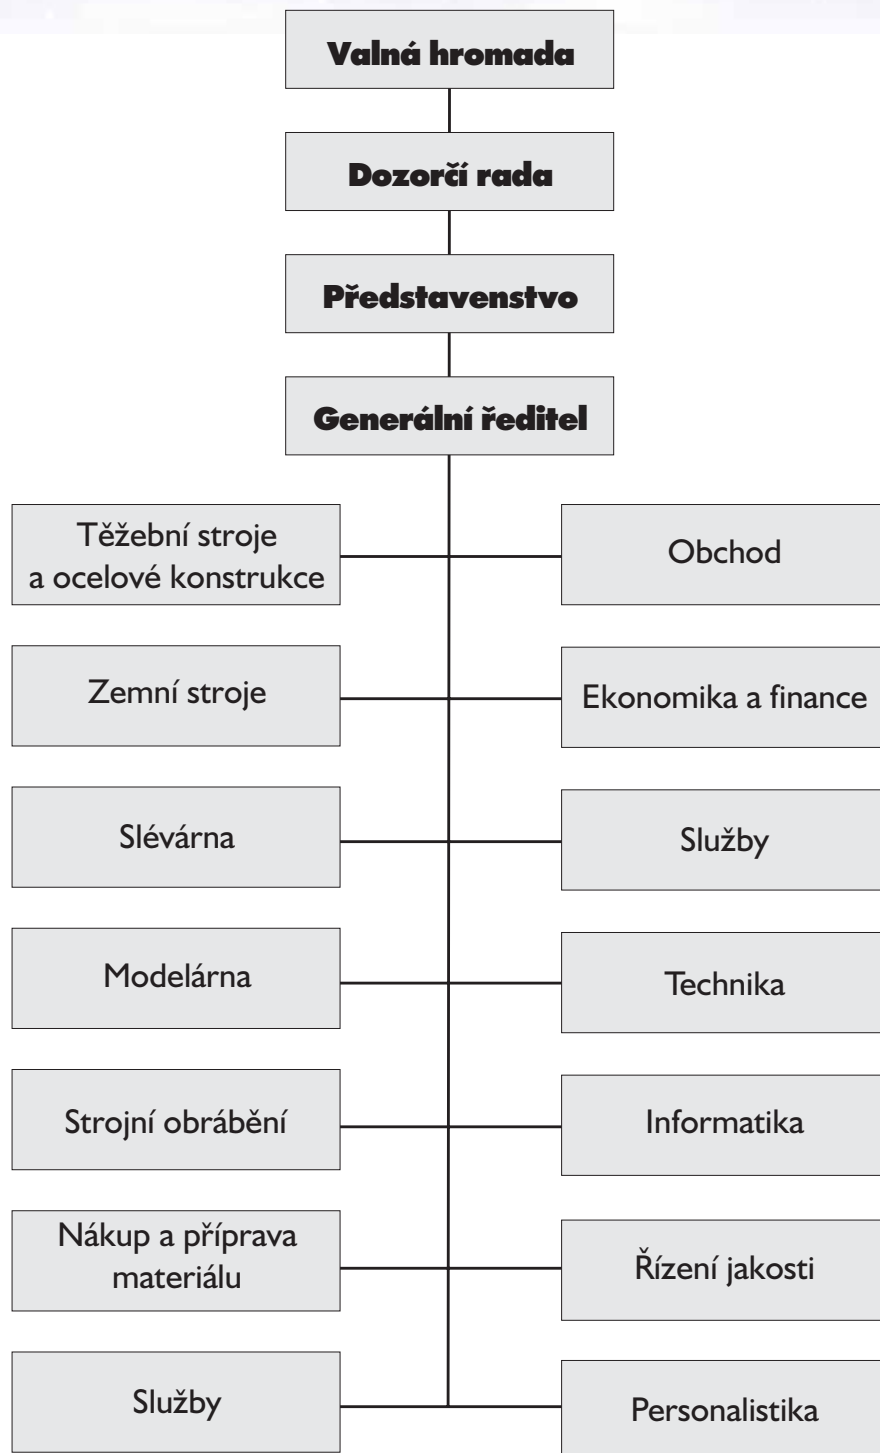 Valná hromada
Dozorčí rada
Představenstvo
Generální ředitel
Těžební stroje
a ocelové konstrukce
Obchod
Zemní stroje
Ekonomika a finance
Slévárna
Služby
Modelárna
Technika
Strojní obrábění
Informatika
Nákup a příprava
materiálu
Řízení jakosti
Služby
Personalistika